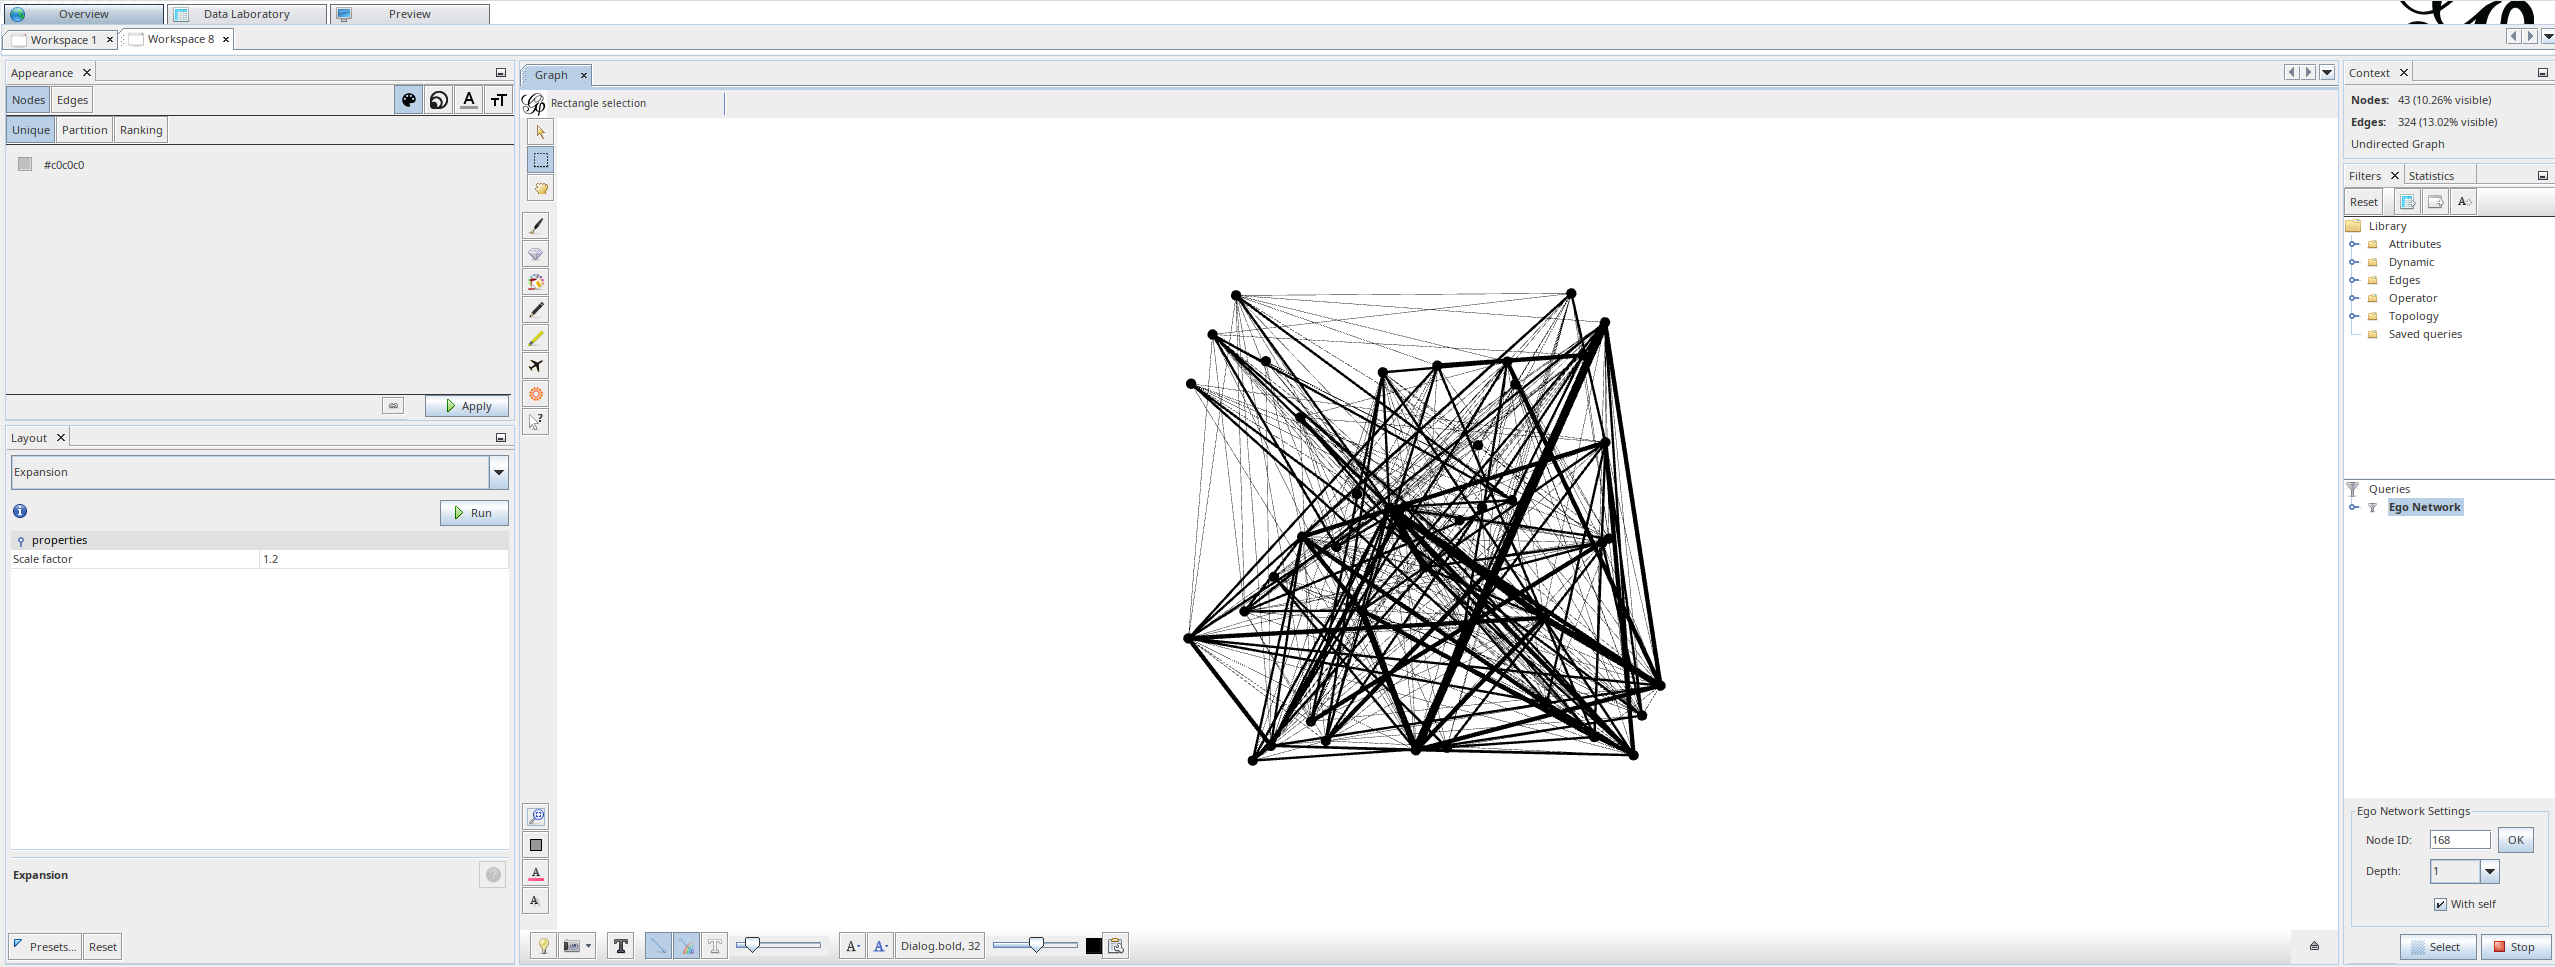 Overview Data Laboratory Preview
Workspace 1 Workspace 8
Appearance
Nodes Edges
Unique Partition Ranking
#c0c0c0
Apply
Layout
Expansion
Run
properties
Scale factor 1.2
Expansion
Presets... Reset
Graph
Rectangle selection
Dialog.bold, 32
Context
Nodes: 43 (10.26% visible)
Edges: 324 (13.02% visible)
Undirected Graph
Filters Statistics
Reset
Library
Attributes
Dynamic
Edges
Operator
Topology
Saved queries
Queries
Ego Network
Ego Network Settings
Node ID: 168 OK
Depth: 1
With self
Select Stop